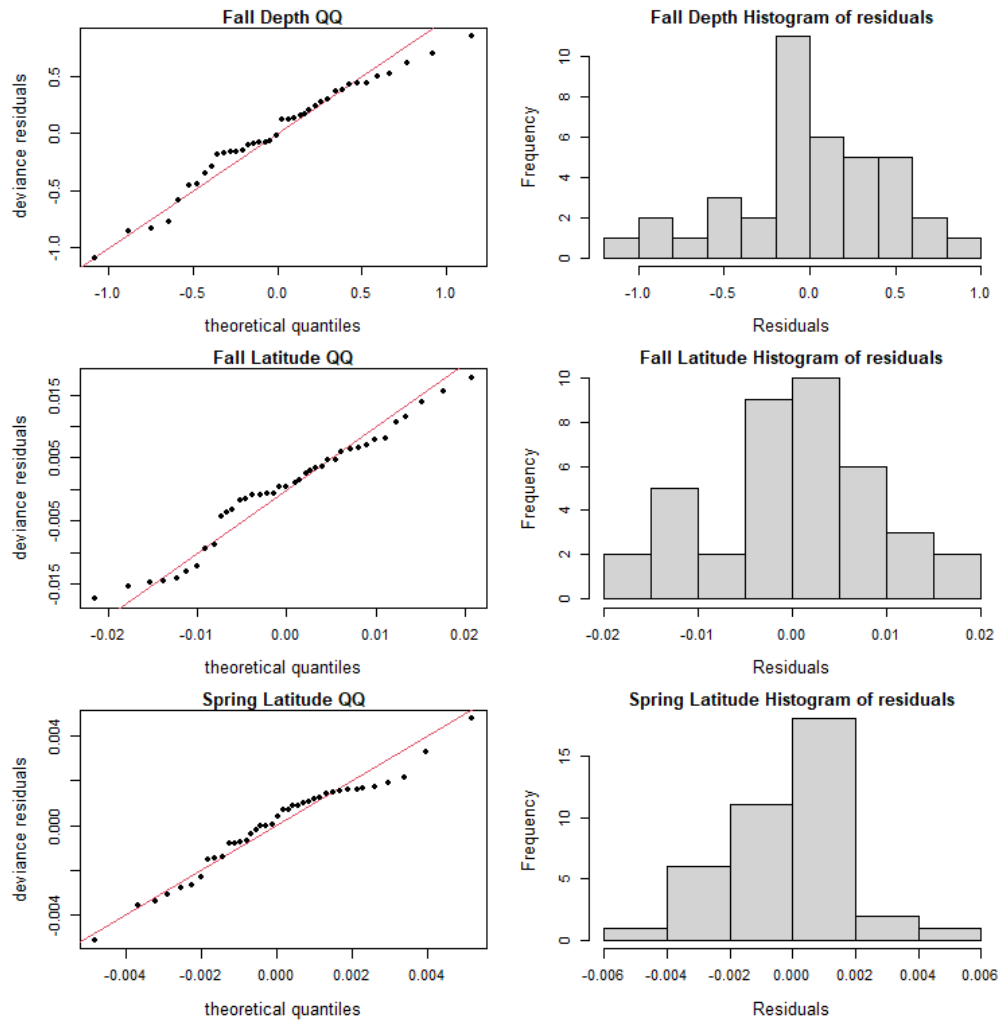 Fall Depth QQ
deviance residuals
0.5
0.0
-0.5
-1.0
-1.0 -0.5 0.0 0.5 1.0
theoretical quantiles
Fall Depth Histogram of residuals
Frequency
10
8
6
4
2
0
-1.0 -0.5 0.0 0.5 1.0
Residuals
Fall Latitude QQ
deviance residuals
0.015
0.005
-0.005
-0.015
-0.02 -0.01 0.00 0.01 0.02
theoretical quantiles
Fall Latitude Histogram of residuals
Frequency
10
8
6
4
2
0
-0.02 -0.01 0.00 0.01 0.02
Residuals
Spring Latitude QQ
deviance residuals
0.004
0.000
-0.004
-0.004 -0.002 0.000 0.002 0.004
theoretical quantiles
Spring Latitude Histogram of residuals
Frequency
15
10
5
0
-0.006 -0.004 -0.002 0.000 0.002 0.004 0.006
Residuals